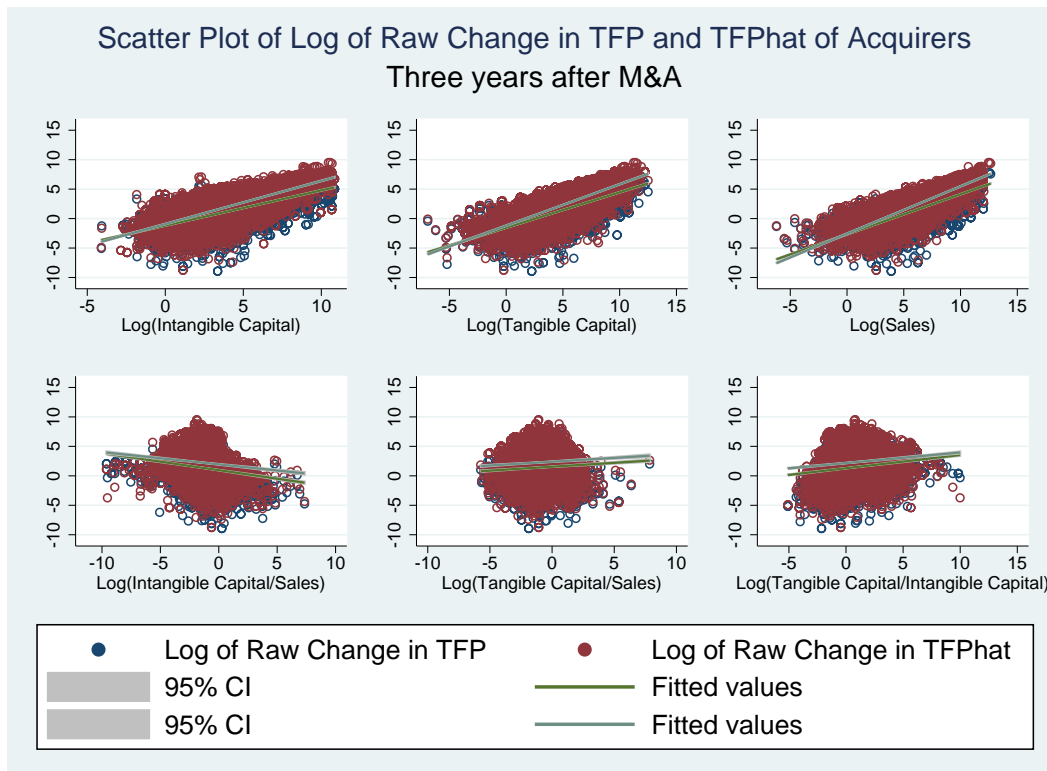 Scatter Plot of Log of Raw Change in TFP and TFPhat of Acquirers
Three years after M&A
15
10
5
0
-5
-10
-5 0 5 10
Log(Intangible Capital)
15
10
5
0
-5
-10
-5 0 5 10 15
Log(Tangible Capital)
15
10
5
0
-5
-10
-5 0 5 10 15
Log(Sales)
15
10
5
0
-5
-10
-10 -5 0 5 10
Log(Intangible Capital/Sales)
15
10
5
0
-5
-10
-10 -5 0 5 10
Log(Tangible Capital/Sales)
15
10
5
0
-5
-10
-5 0 5 10 15
Log(Tangible Capital/Intangible Capital)
Log of Raw Change in TFP Log of Raw Change in TFPhat
95% CI Fitted values
95% CI Fitted values